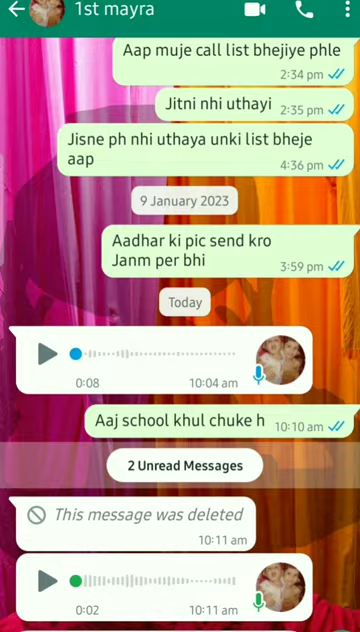 1st mayra
Aap muje call list bhejiye phle
2:34 pm
Jitni nhi uthayi 2:35 pm
Jisne ph nhi uthaya unki list bheje
aap
4:36 pm
9 January 2023
Aadhar ki pic send kro
Janm per bhi
3:59 pm
Today
0:08 10:04 am
Aaj school khul chuke h 10:10 am
2 Unread Messages
This message was deleted
10:11 am
0:02 10:11 am